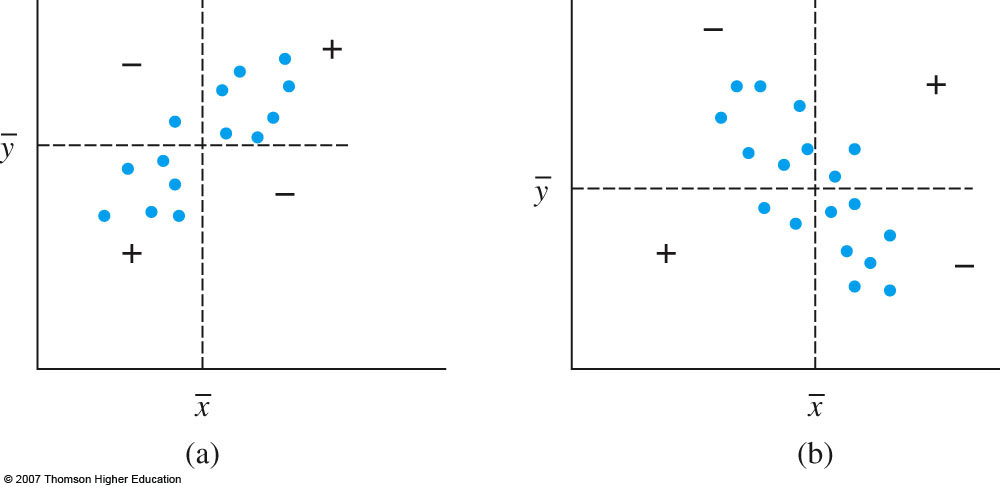 − + − +
ȳ − ȳ
+ + −
x̄ x̄
(a) (b)
© 2007 Thomson Higher Education